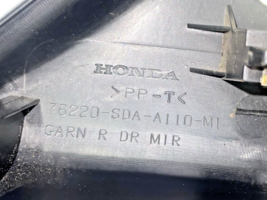 HONDA
>PP-T<
76220-SDA-A110-M1
GARN R DR MIR